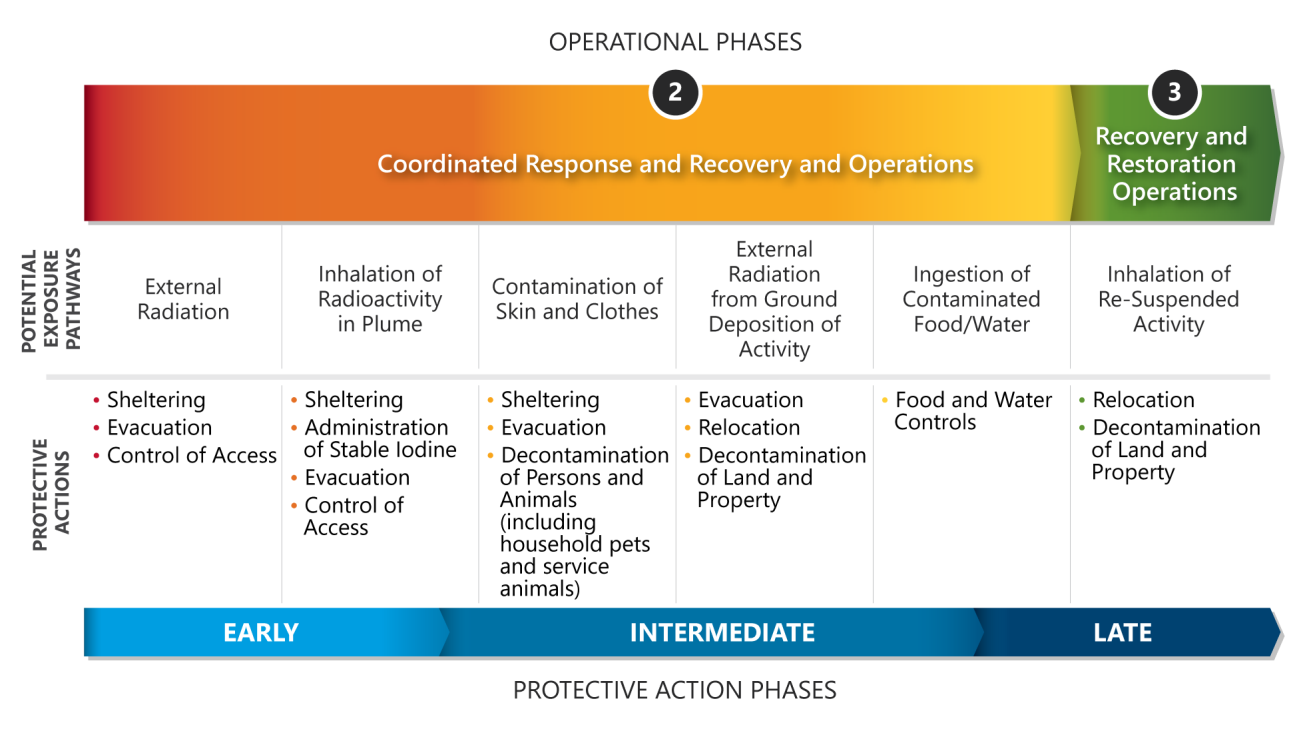 OPERATIONAL PHASES
2
3
Coordinated Response and Recovery and Operations
Recovery and
Restoration
Operations
POTENTIAL
EXPOSURE
PATHWAYS
External
Radiation
Inhalation of
Radioactivity
in Plume
Contamination of
Skin and Clothes
External
Radiation
from Ground
Deposition of
Activity
Ingestion of
Contaminated
Food/Water
Inhalation of
Re-Suspended
Activity
PROTECTIVE
ACTIONS
• Sheltering
• Evacuation
• Control of Access
• Sheltering
• Administration
of Stable Iodine
• Evacuation
• Control of
Access
• Sheltering
• Evacuation
• Decontamination
of Persons and
Animals
(including
household pets
and service
animals)
• Evacuation
• Relocation
• Decontamination
of Land and
Property
• Food and Water
Controls
• Relocation
• Decontamination
of Land and
Property
EARLY
INTERMEDIATE
LATE
PROTECTIVE ACTION PHASES